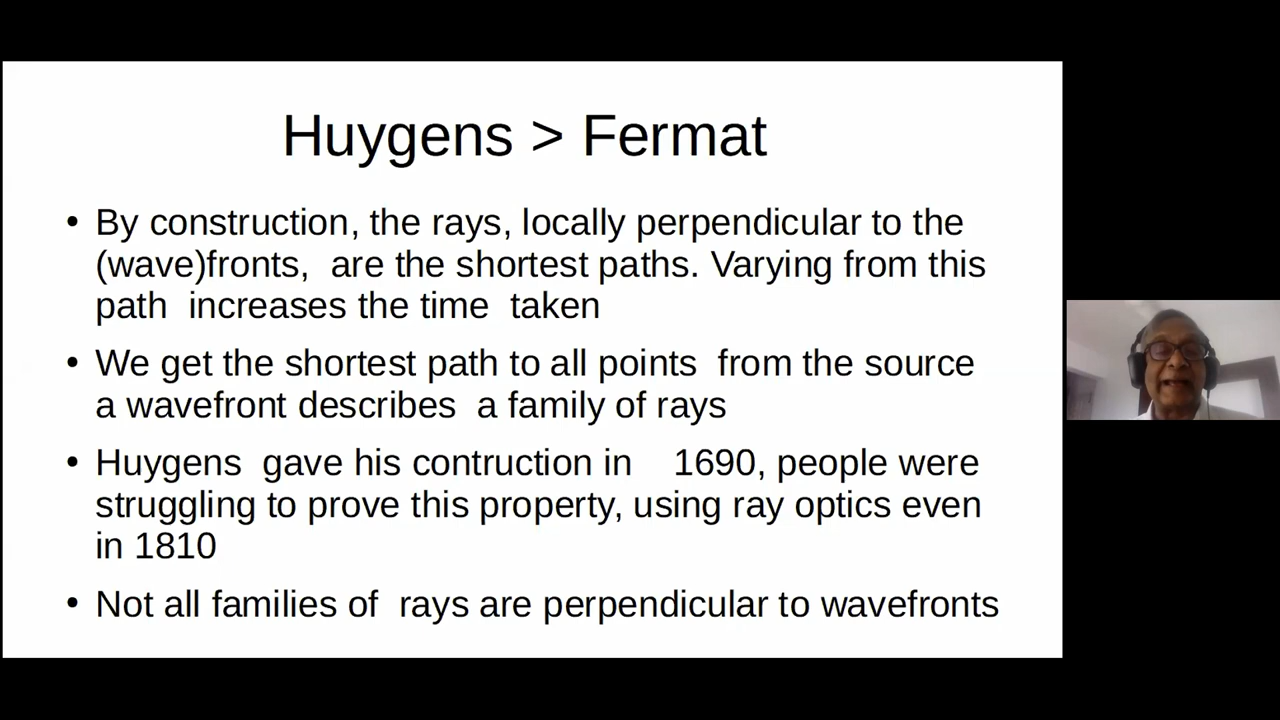 Huygens > Fermat
• By construction, the rays, locally perpendicular to the
(wave)fronts, are the shortest paths. Varying from this
path increases the time taken
• We get the shortest path to all points from the source
a wavefront describes a family of rays
• Huygens gave his contruction in 1690, people were
struggling to prove this property, using ray optics even
in 1810
• Not all families of rays are perpendicular to wavefronts